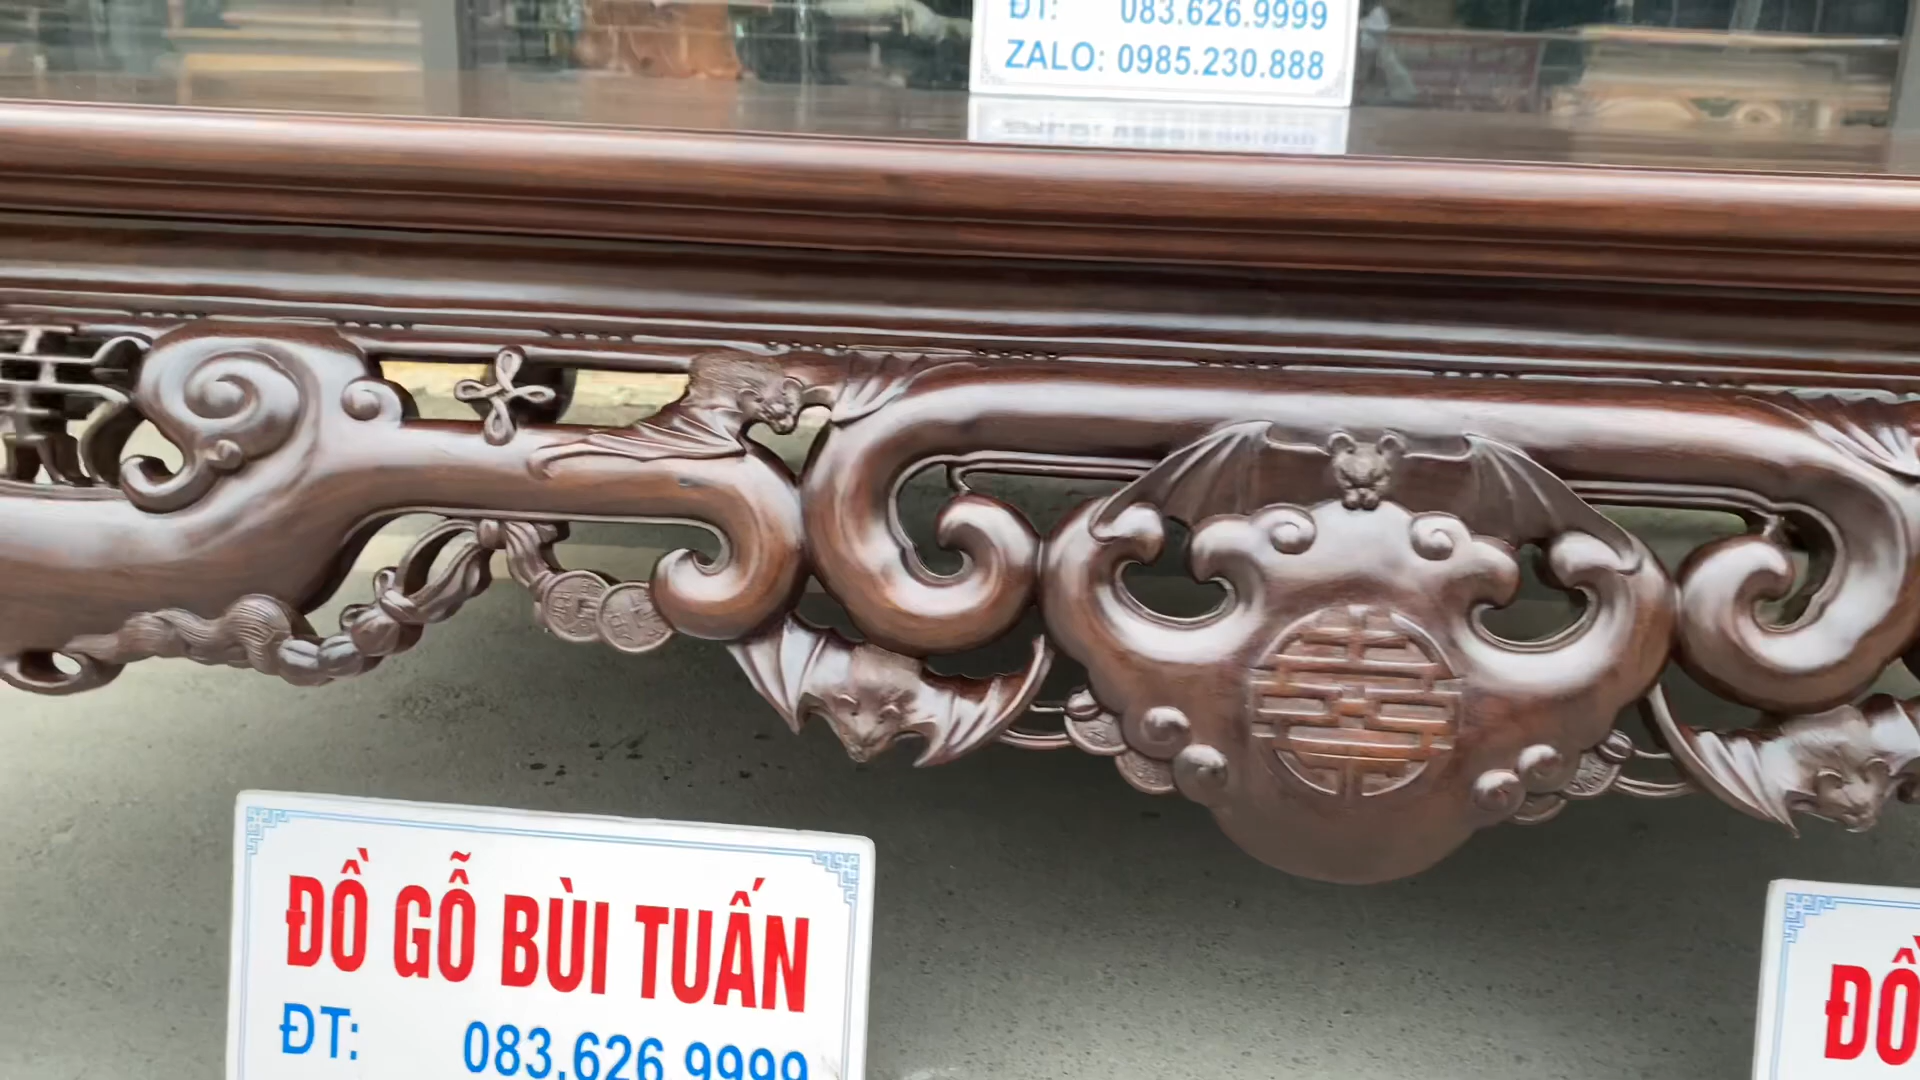 ĐT: 083.626.9999
ZALO: 0985.230.888
ĐỒ GỖ BÙI TUẤN
ĐT: 083.626.9999
ĐỒ